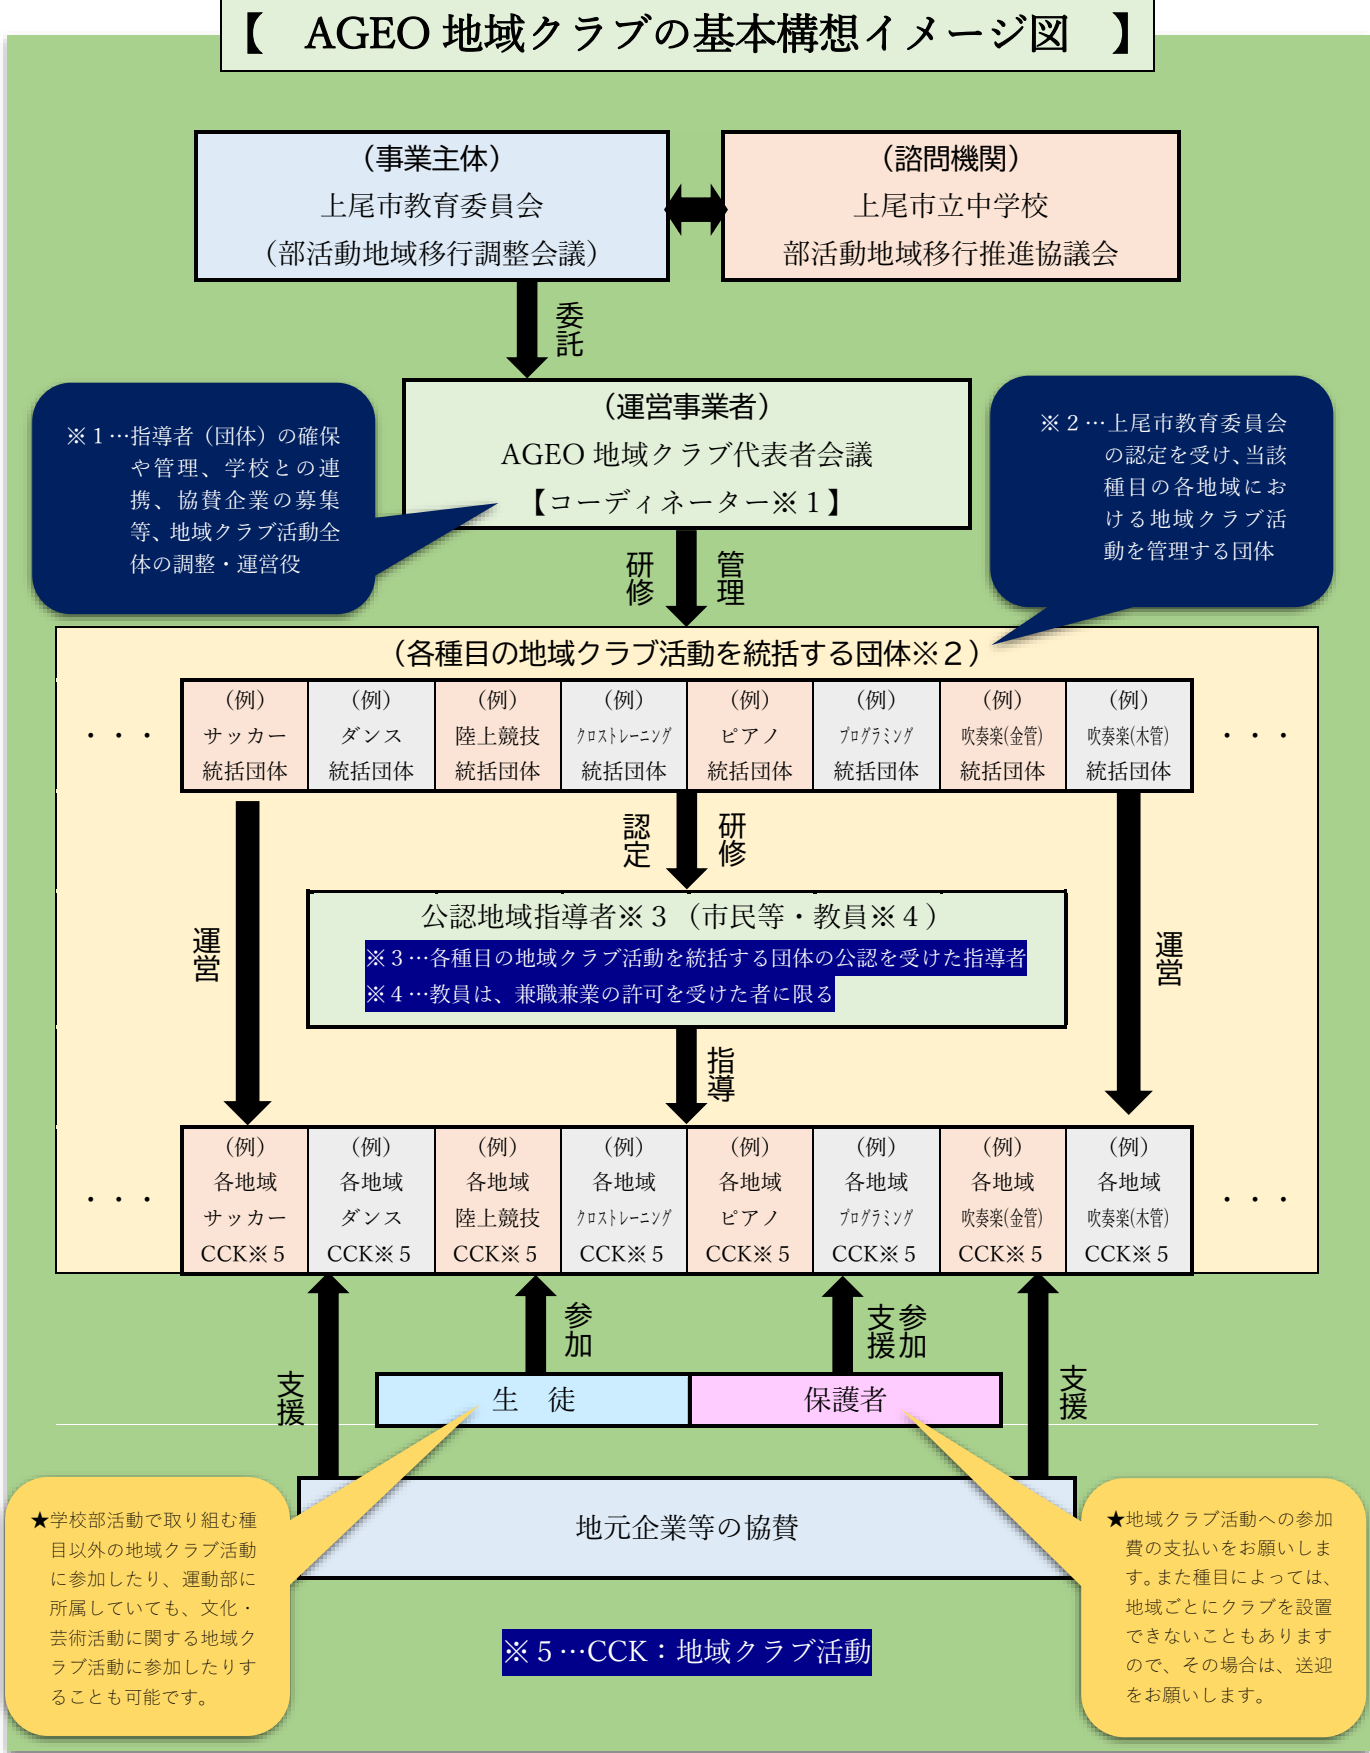 【　AGEO 地域クラブの基本構想イメージ図　】
（事業主体）
上尾市教育委員会
（部活動地域移行調整会議）
（諮問機関）
上尾市立中学校
部活動地域移行推進協議会
委託
（運営事業者）
AGEO 地域クラブ代表者会議
【コーディネーター※１】
※１…指導者（団体）の確保
や管理、学校との連
携、協賛企業の募集
等、地域クラブ活動全
体の調整・運営役
※２…上尾市教育委員会
の認定を受け、当該
種目の各地域にお
ける地域クラブ活
動を管理する団体
研修
管理
（各種目の地域クラブ活動を統括する団体※２）
・・・
（例）
サッカー
統括団体
（例）
ダンス
統括団体
（例）
陸上競技
統括団体
（例）
クロストレーニング
統括団体
（例）
ピアノ
統括団体
（例）
プログラミング
統括団体
（例）
吹奏楽(金管)
統括団体
（例）
吹奏楽(木管)
統括団体
・・・
認定
研修
運営
運営
公認地域指導者※３（市民等・教員※４）
※３…各種目の地域クラブ活動を統括する団体の公認を受けた指導者
※４…教員は、兼職兼業の許可を受けた者に限る
指導
・・・
（例）
各地域
サッカー
CCK※５
（例）
各地域
ダンス
CCK※５
（例）
各地域
陸上競技
CCK※５
（例）
各地域
クロストレーニング
CCK※５
（例）
各地域
ピアノ
CCK※５
（例）
各地域
プログラミング
CCK※５
（例）
各地域
吹奏楽(金管)
CCK※５
（例）
各地域
吹奏楽(木管)
CCK※５
・・・
支援
参加
参加
支援
支援
生　徒
保護者
地元企業等の協賛
★学校部活動で取り組む種
目以外の地域クラブ活動
に参加したり、運動部に
所属していても、文化・
芸術活動に関する地域ク
ラブ活動に参加したりす
ることも可能です。
★地域クラブ活動への参加
費の支払いをお願いしま
す。また種目によっては、
地域ごとにクラブを設置
できないこともあります
ので、その場合は、送迎
をお願いします。
※５…CCK：地域クラブ活動